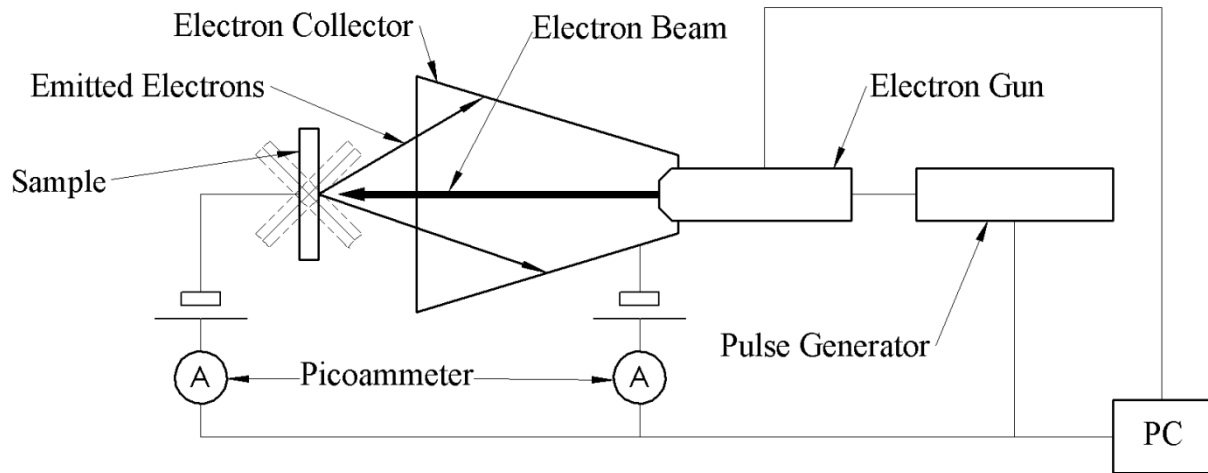 Electron Collector
Electron Beam
Emitted Electrons
Electron Gun
Sample
Pulse Generator
A
Picoammeter
A
PC